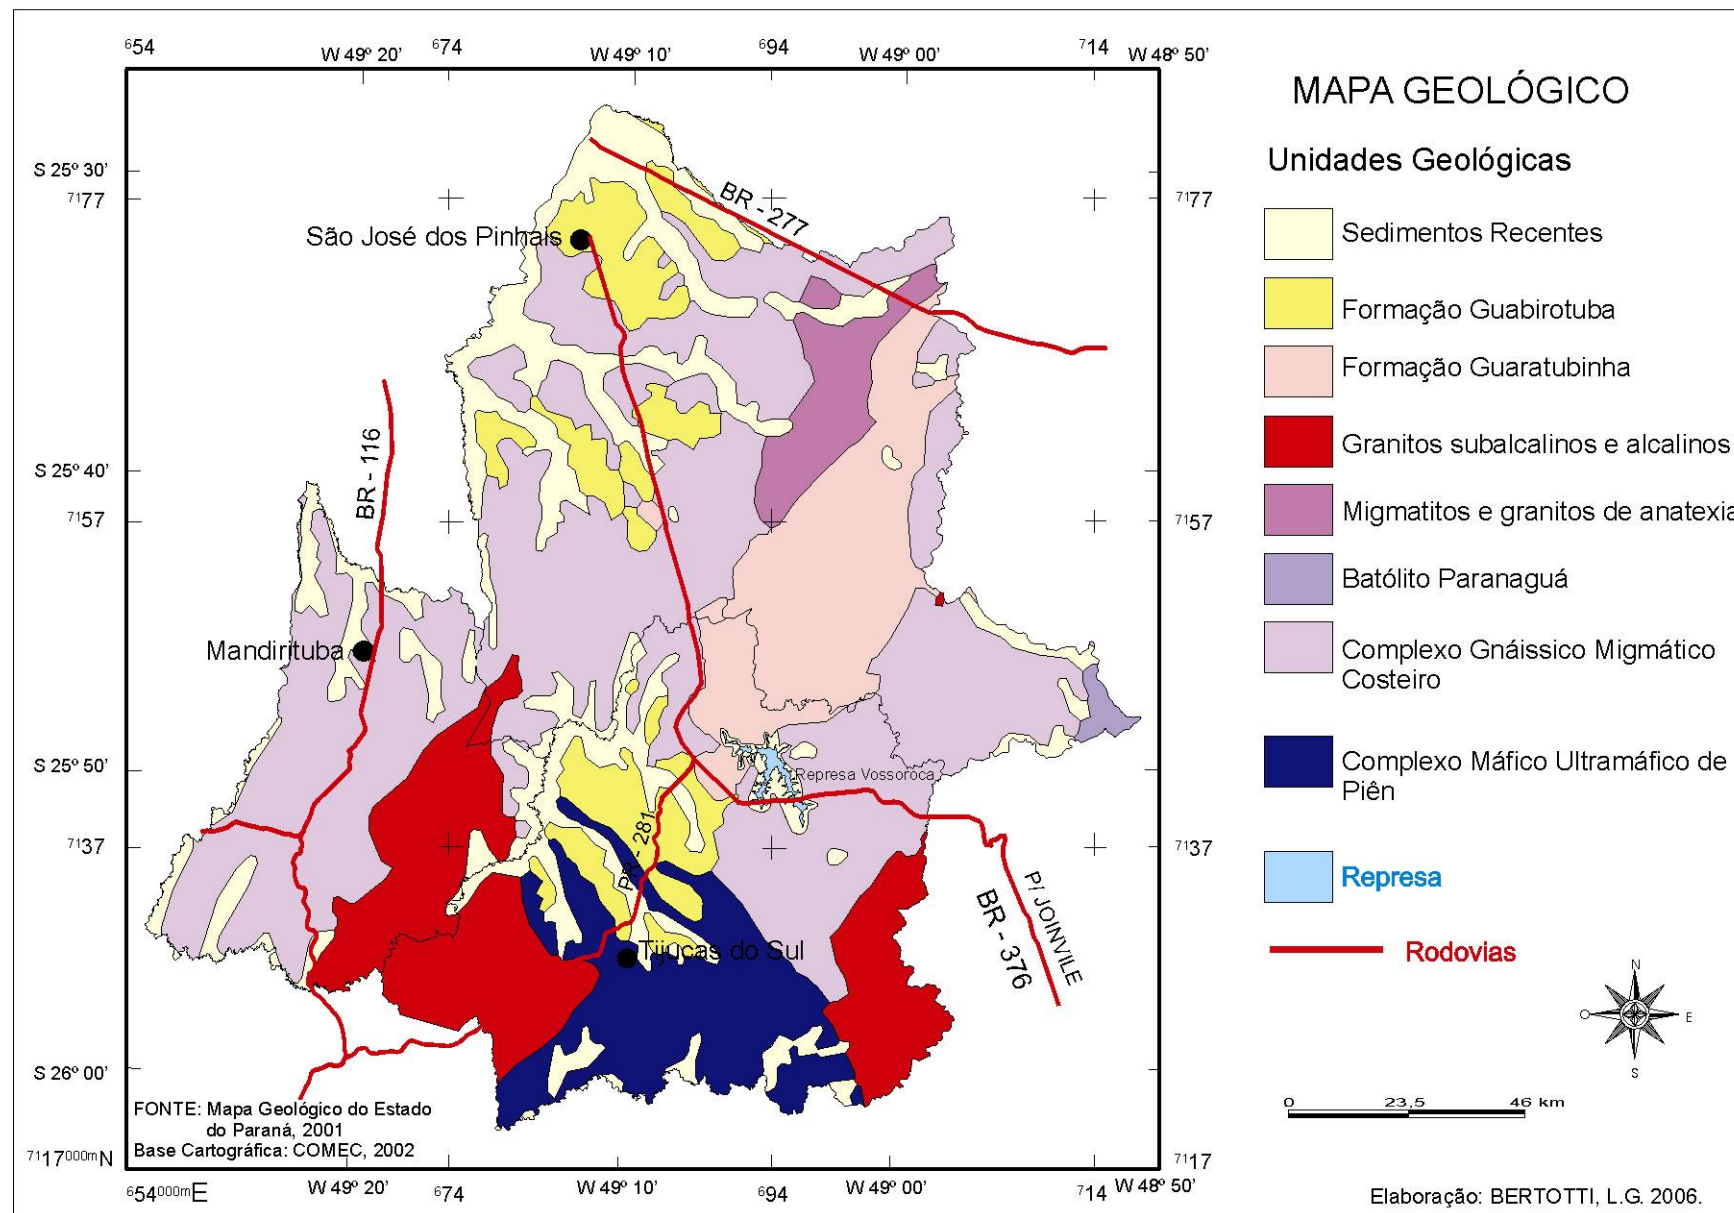 654
W 49º 20'
674
W 49º 10'
694
W 49º 00'
714
W 48º 50'
S 25º 30'
7177
S 25º 40'
7157
S 25º 50'
7137
S 26º 00'
7117000mN
7177
7157
7137
7117
BR - 277
São José dos Pinhais
BR - 116
Mandirituba
Represa Vossoroca
PR - 281
Tijucas do Sul
P/ JOINVILE
BR - 376
FONTE: Mapa Geológico do Estado
do Paraná, 2001
Base Cartográfica: COMEC, 2002
654000mE
W 49º 20'
674
W 49º 10'
694
W 49º 00'
714
W 48º 50'
MAPA GEOLÓGICO
Unidades Geológicas
Sedimentos Recentes
Formação Guabirotuba
Formação Guaratubinha
Granitos subalcalinos e alcalinos
Migmatitos e granitos de anatexia
Batólito Paranaguá
Complexo Gnáissico Migmático
Costeiro
Complexo Máfico Ultramáfico de
Piên
Represa
Rodovias
N
O
E
S
0 23,5 46 km
Elaboração: BERTOTTI, L.G. 2006.